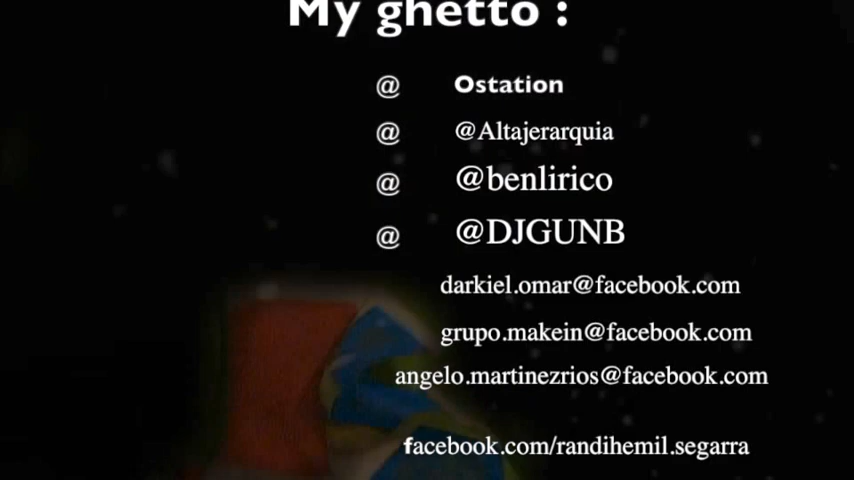 My ghetto :
@ Ostation
@ @Altajerarquia
@ @benlirico
@ @DJGUNB
darkiel.omar@facebook.com
grupo.makein@facebook.com
angelo.martinezrios@facebook.com
facebook.com/randihemil.segarra